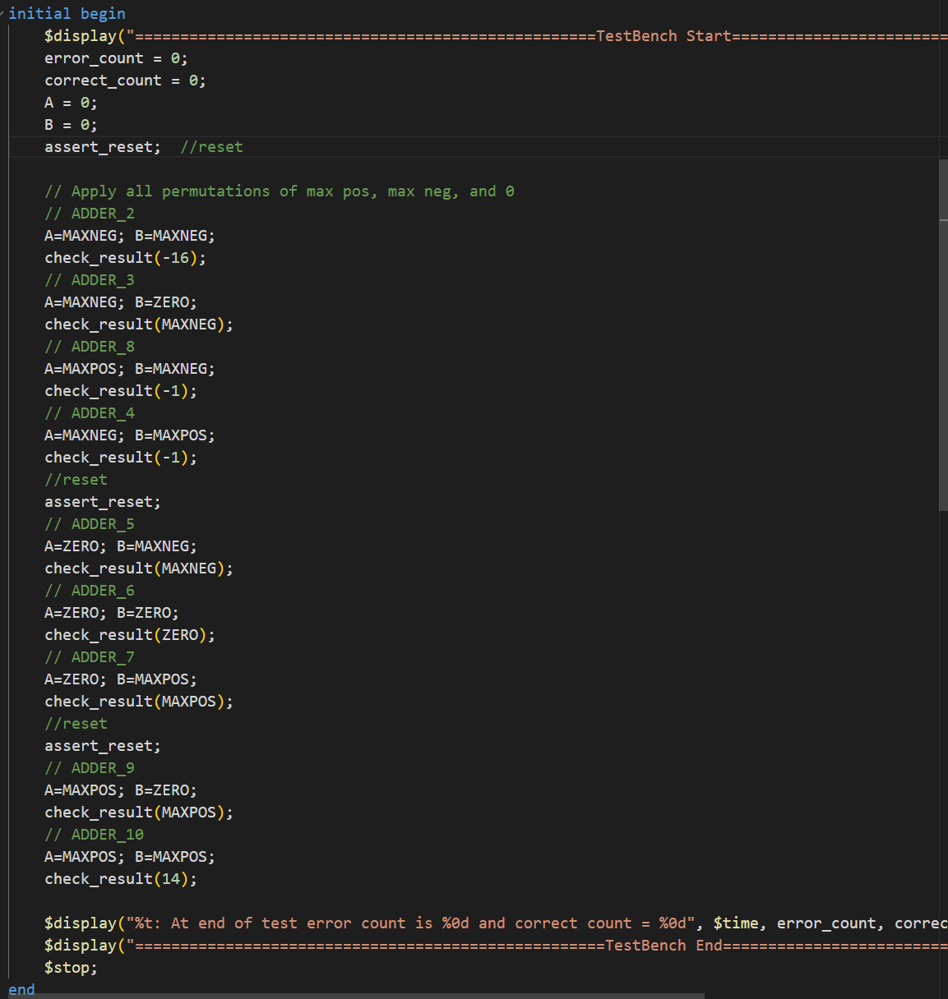 initial begin
    $display("===================================================TestBench Start========================
    error_count = 0;
    correct_count = 0;
    A = 0;
    B = 0;
    assert_reset;  //reset

    // Apply all permutations of max pos, max neg, and 0
    // ADDER_2
    A=MAXNEG; B=MAXNEG;
    check_result(-16);
    // ADDER_3
    A=MAXNEG; B=ZERO;
    check_result(MAXNEG);
    // ADDER_8
    A=MAXPOS; B=MAXNEG;
    check_result(-1);
    // ADDER_4
    A=MAXNEG; B=MAXPOS;
    check_result(-1);
    //reset
    assert_reset;
    // ADDER_5
    A=ZERO; B=MAXNEG;
    check_result(MAXNEG);
    // ADDER_6
    A=ZERO; B=ZERO;
    check_result(ZERO);
    // ADDER_7
    A=ZERO; B=MAXPOS;
    check_result(MAXPOS);
    //reset
    assert_reset;
    // ADDER_9
    A=MAXPOS; B=ZERO;
    check_result(MAXPOS);
    // ADDER_10
    A=MAXPOS; B=MAXPOS;
    check_result(14);

    $display("%t: At end of test error count is %0d and correct count = %0d", $time, error_count, correc
    $display("====================================================TestBench End=========================
    $stop;
end